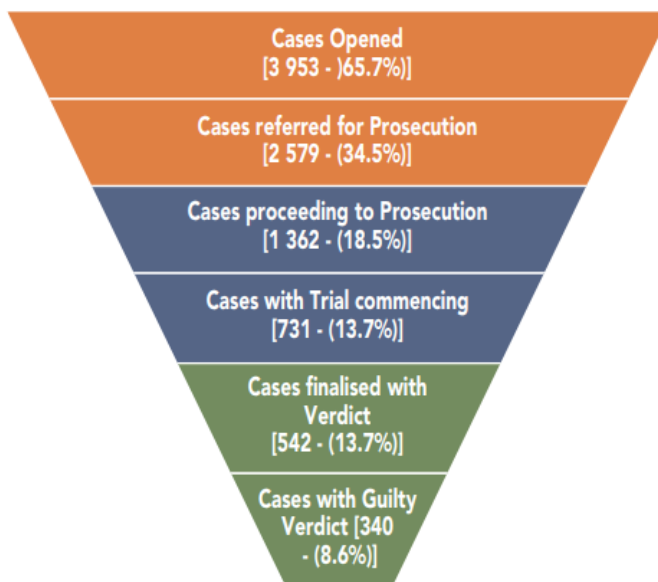 Cases Opened
[3 953 - )65.7%)]
Cases referred for Prosecution
[2 579 - (34.5%)]
Cases proceeding to Prosecution
[1 362 - (18.5%)]
Cases with Trial commencing
[731 - (13.7%)]
Cases finalised with
Verdict
[542 - (13.7%)]
Cases with Guilty
Verdict [340
- (8.6%)]